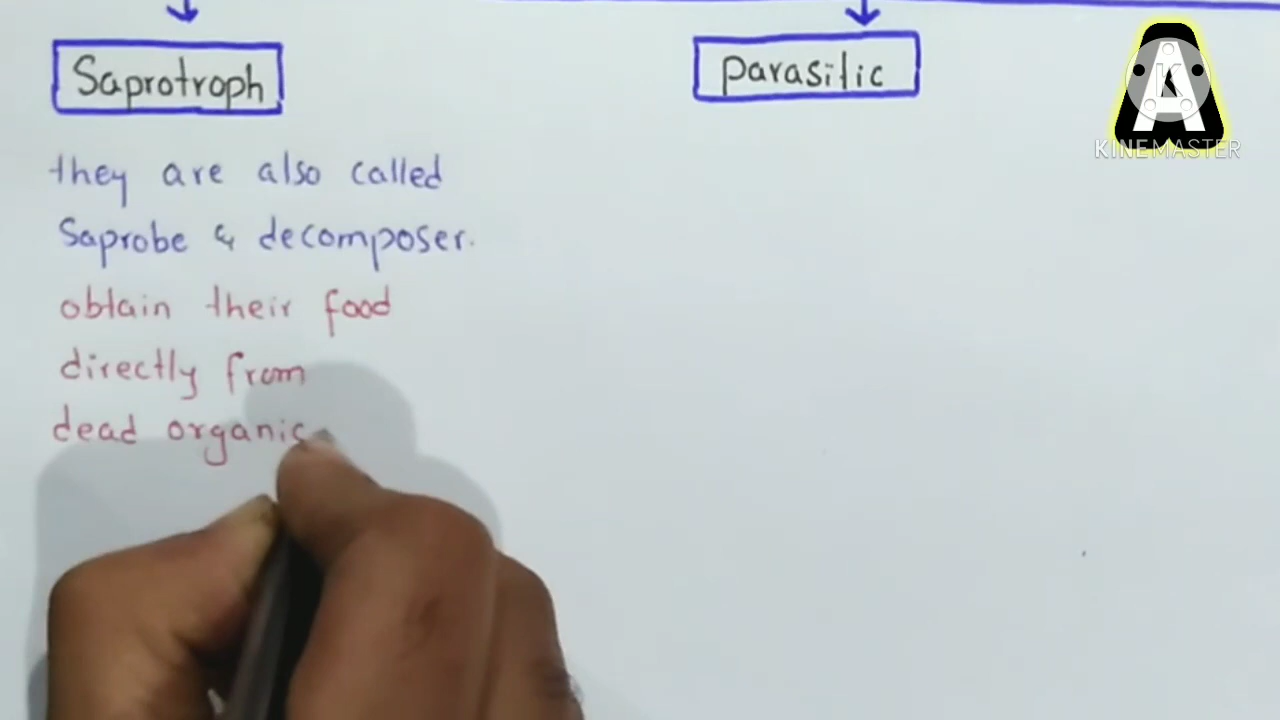 Saprotroph
parasitic
they are also called
Saprobe & decomposer.
obtain their food
directly from
dead organic
A
K
KINEMASTER